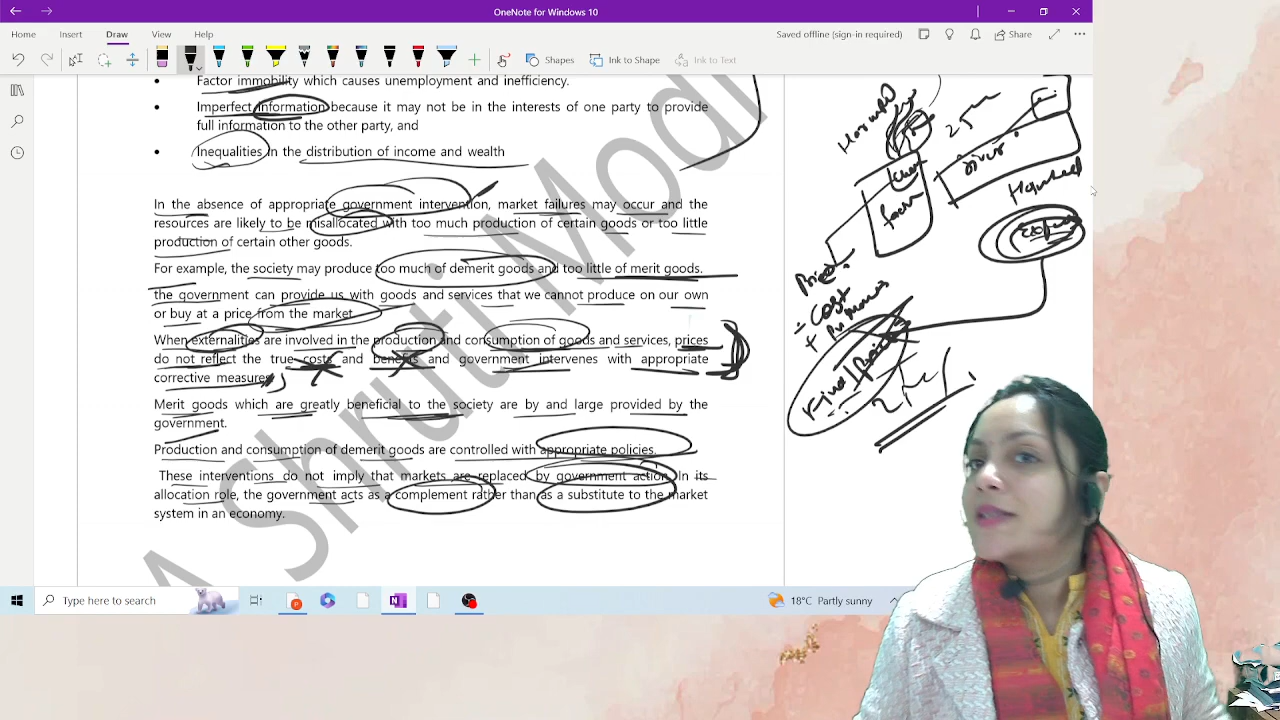 OneNote for Windows 10
Home Insert Draw View Help
Saved offline (sign-in required) Share
Shapes Ink to Shape Ink to Text
• Factor immobility which causes unemployment and inefficiency.
• Imperfect information because it may not be in the interests of one party to provide
full information to the other party, and
• Inequalities in the distribution of income and wealth
In the absence of appropriate government intervention, market failures may occur and the
resources are likely to be misallocated with too much production of certain goods or too little
production of certain other goods.
For example, the society may produce too much of demerit goods and too little of merit goods.
the government can provide us with goods and services that we cannot produce on our own
or buy at a price from the market.
When externalities are involved in the production and consumption of goods and services, prices
do not reflect the true costs and benefits and government intervenes with appropriate
corrective measures
Merit goods which are greatly beneficial to the society are by and large provided by the
government.
Production and consumption of demerit goods are controlled with appropriate policies.
These interventions do not imply that markets are replaced by government action. In its
allocation role, the government acts as a complement rather than as a substitute to the market
system in an economy.
A Shruti Modi
River
Price
Cost
Final Price
Type here to search
18°C Partly sunny